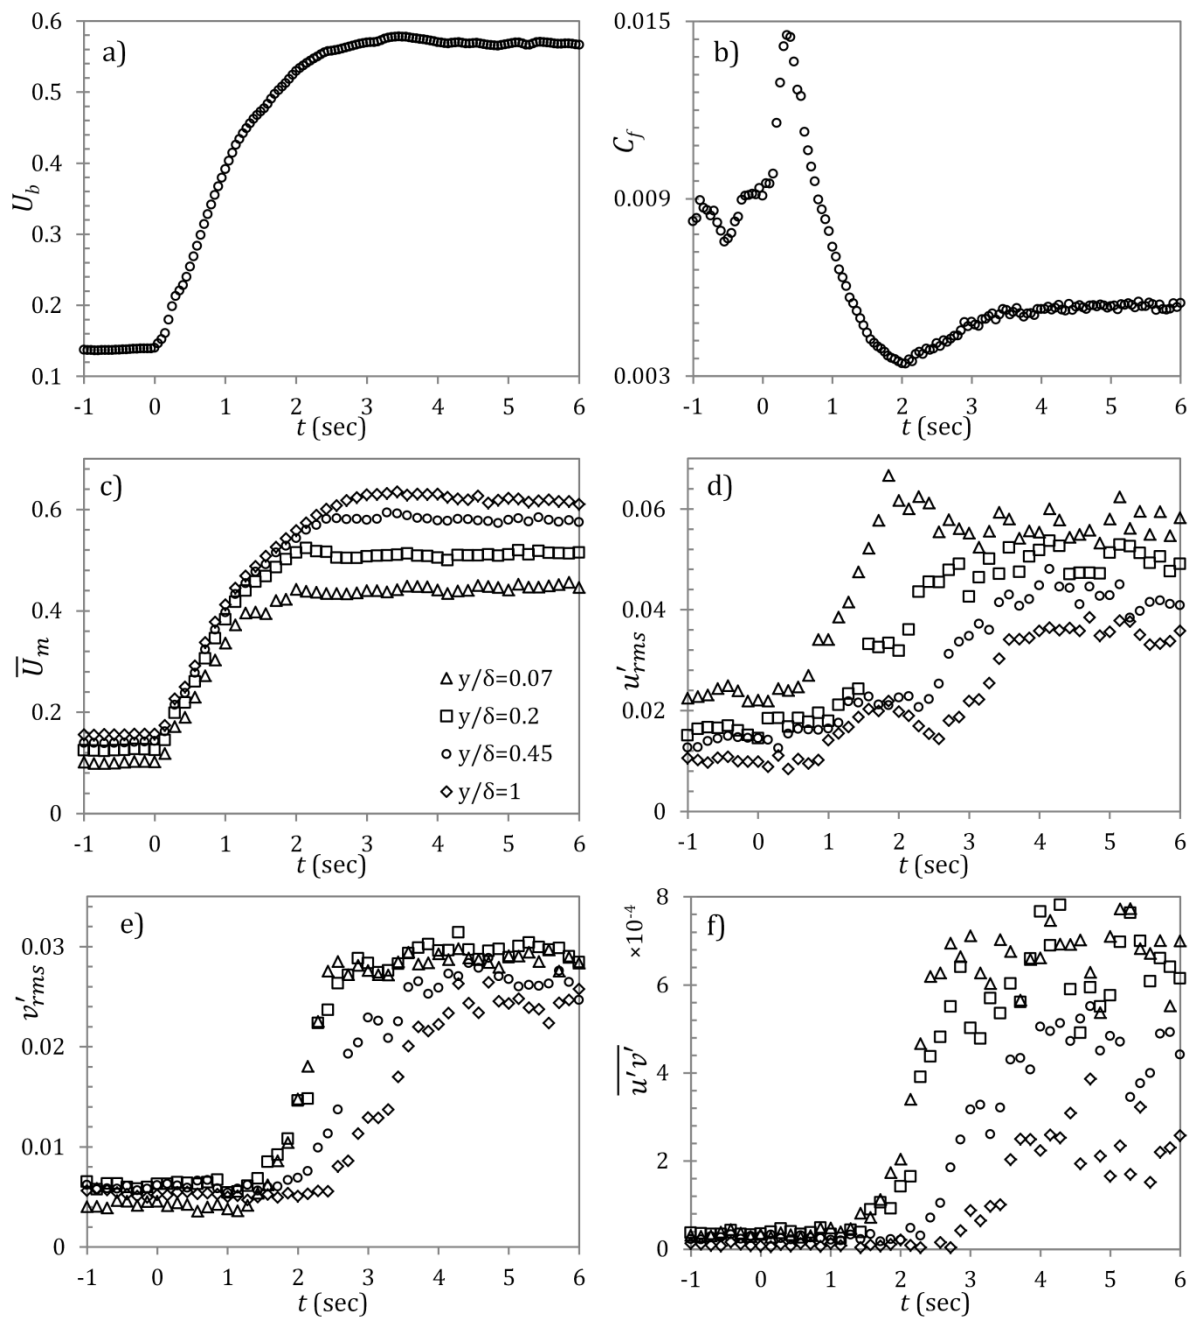 a)
0.6
0.5
0.4
0.3
0.2
0.1
U_b
-1 0 1 2 3 4 5 6
t (sec)
b)
0.015
0.009
0.003
C_f
-1 0 1 2 3 4 5 6
t (sec)
c)
0.6
0.4
0.2
0
U̅_m
y/δ=0.07
y/δ=0.2
y/δ=0.45
y/δ=1
-1 0 1 2 3 4 5 6
t (sec)
d)
0.06
0.04
0.02
0
u'_rms
-1 0 1 2 3 4 5 6
t (sec)
e)
0.03
0.02
0.01
0
v'_rms
-1 0 1 2 3 4 5 6
t (sec)
f)
8
6
4
2
0
×10⁻⁴
u'v'
-1 0 1 2 3 4 5 6
t (sec)